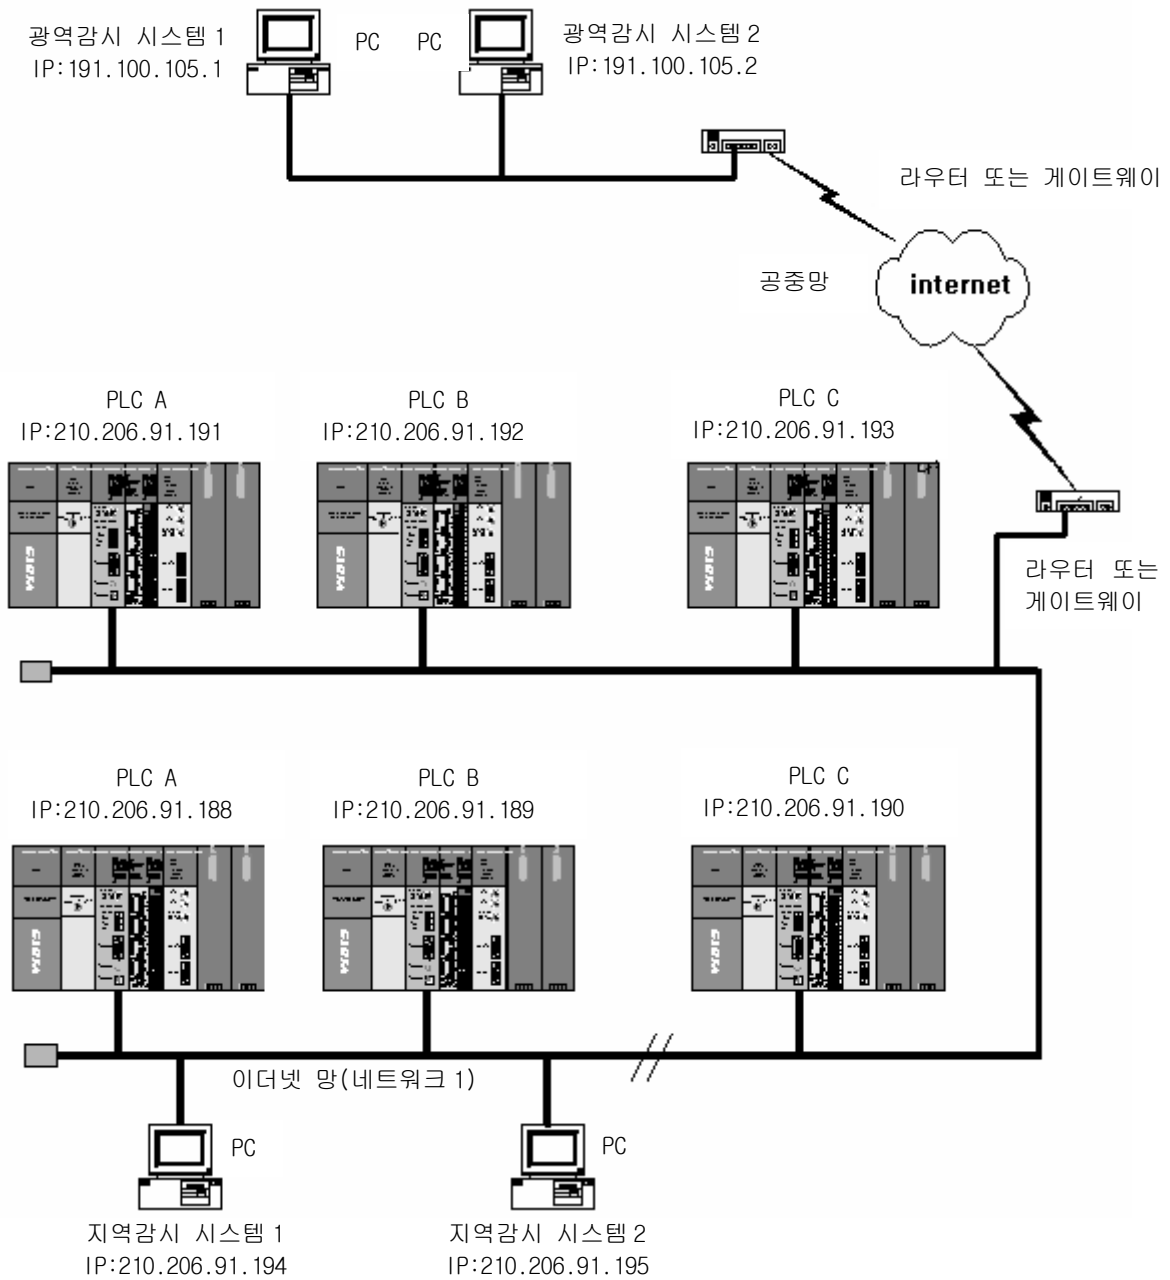 광역감시 시스템 1
IP:191.100.105.1
PC
PC
광역감시 시스템 2
IP:191.100.105.2
라우터 또는 게이트웨이
공중망
internet
PLC A
IP:210.206.91.191
PLC B
IP:210.206.91.192
PLC C
IP:210.206.91.193
라우터 또는
게이트웨이
PLC A
IP:210.206.91.188
PLC B
IP:210.206.91.189
PLC C
IP:210.206.91.190
이더넷 망(네트워크 1)
PC
PC
지역감시 시스템 1
IP:210.206.91.194
지역감시 시스템 2
IP:210.206.91.195